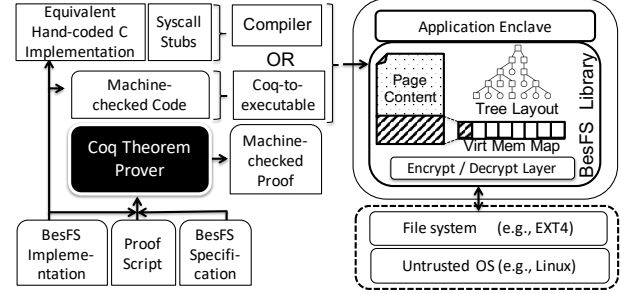 Equivalent
Hand-coded C
Implementation
Syscall
Stubs
Compiler
OR
Machine-
checked Code
Coq-to-
executable
Coq Theorem
Prover
Machine-
checked
Proof
BesFS
Impleme-
ntation
Proof
Script
BesFS
Specifi-
cation
Application Enclave
Page
Content
Tree Layout
Virt Mem Map
Encrypt / Decrypt Layer
BesFS Library
File system (e.g., EXT4)
Untrusted OS (e.g., Linux)